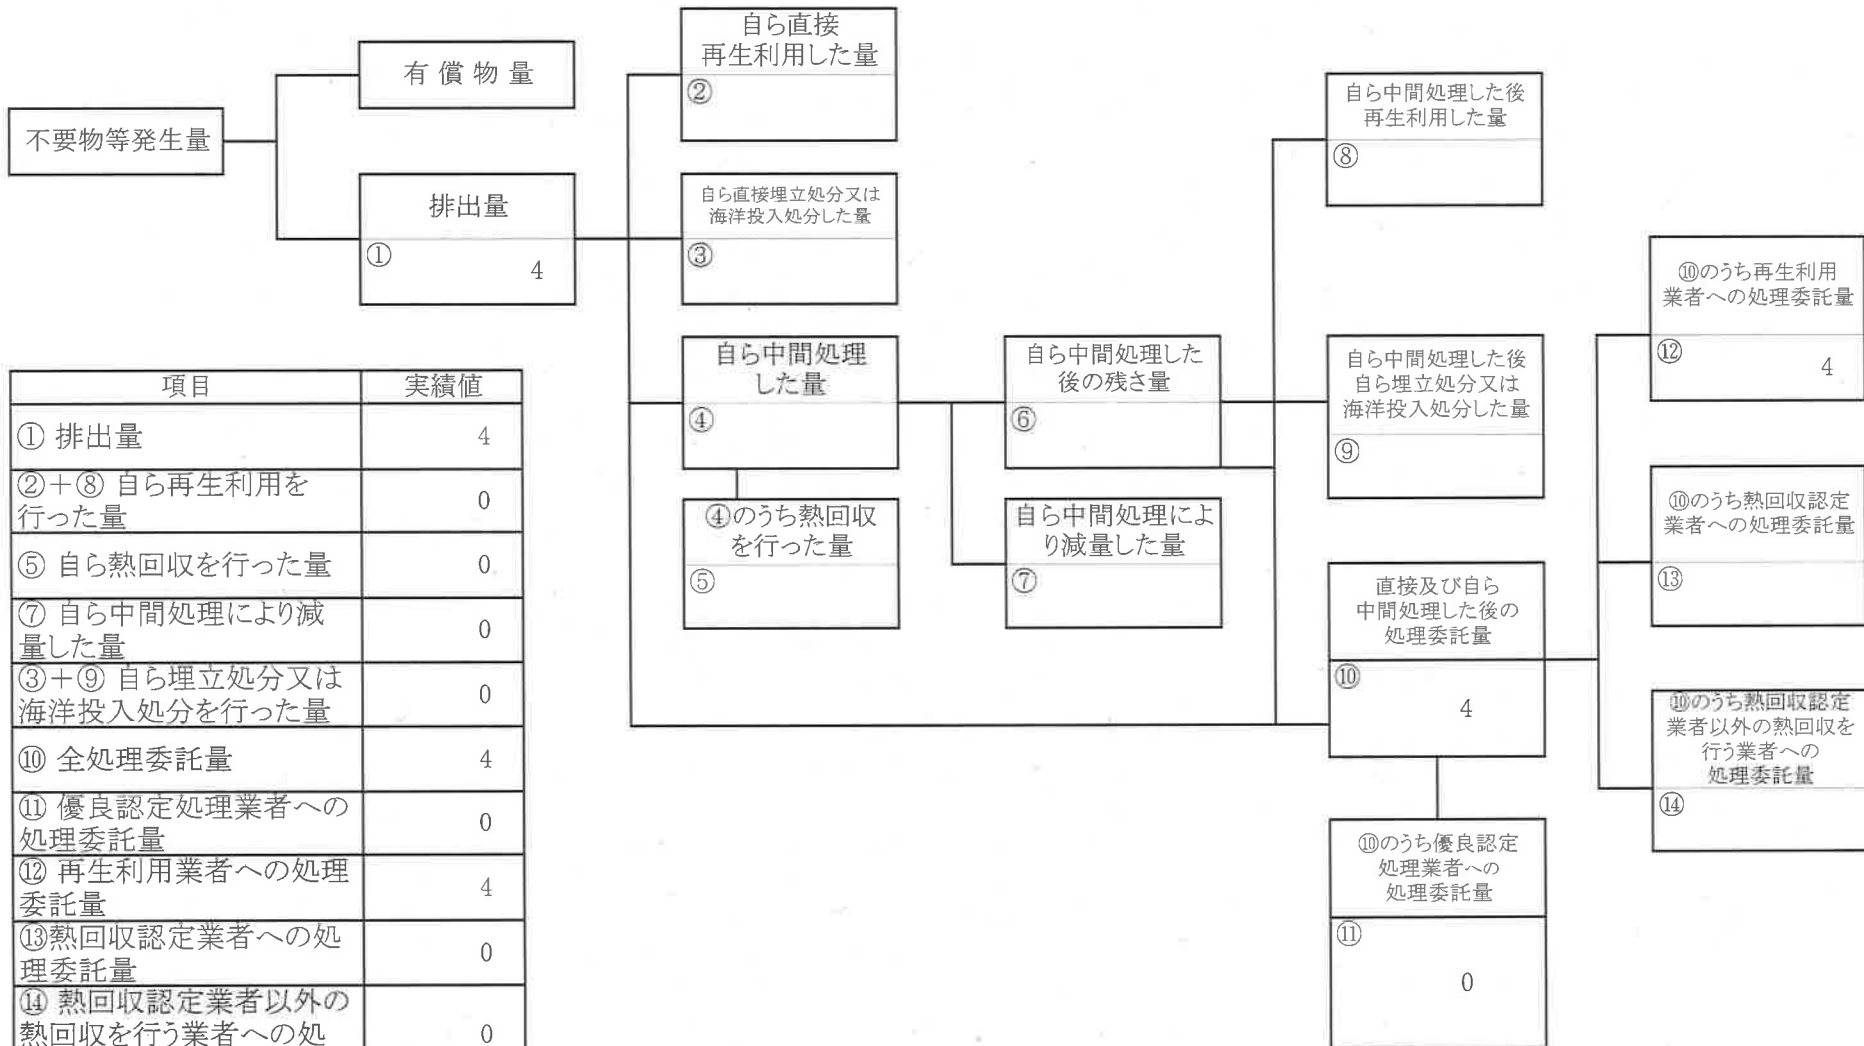 不要物等発生量
有償物量
排出量
①
4
自ら直接
再生利用した量
②
自ら直接埋立処分又は
海洋投入処分した量
③
自ら中間処理
した量
④
④のうち熱回収
を行った量
⑤
自ら中間処理した
後の残さ量
⑥
自ら中間処理によ
り減量した量
⑦
自ら中間処理した後
再生利用した量
⑧
自ら中間処理した後
自ら埋立処分又は
海洋投入処分した量
⑨
直接及び自ら
中間処理した後の
処理委託量
⑩
4
⑩のうち優良認定
処理業者への
処理委託量
⑪
0
⑩のうち再生利用
業者への処理委託量
⑫
4
⑩のうち熱回収認定
業者への処理委託量
⑬
⑩のうち熱回収認定
業者以外の熱回収を
行う業者への
処理委託量
⑭
項目 実績値
① 排出量 4
②+⑧ 自ら再生利用を
行った量 0
⑤ 自ら熱回収を行った量 0
⑦ 自ら中間処理により減
量した量 0
③+⑨ 自ら埋立処分又は
海洋投入処分を行った量 0
⑩ 全処理委託量 4
⑪ 優良認定処理業者への
処理委託量 0
⑫ 再生利用業者への処理
委託量 4
⑬熱回収認定業者への処
理委託量 0
⑭ 熱回収認定業者以外の
熱回収を行う業者への処 0